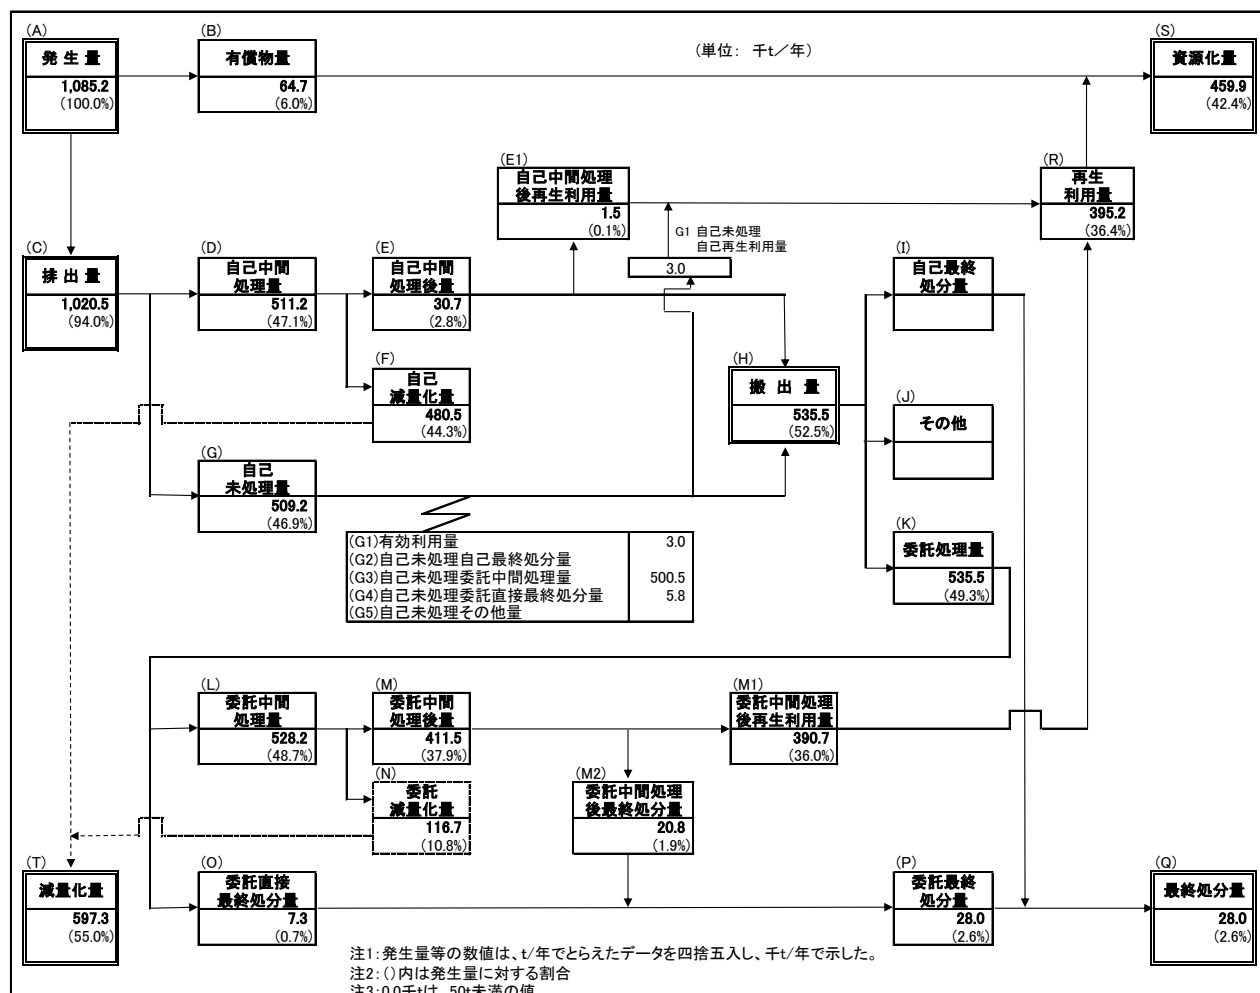 (A)
発 生 量
1,085.2
(100.0%)
(B)
有償物量
64.7
(6.0%)
(単位: 千t/年)
(S)
資源化量
459.9
(42.4%)
(E1)
自己中間処理
後再生利用量
1.5
(0.1%)
G1 自己未処理
自己再生利用量
3.0
(R)
再生
利用量
395.2
(36.4%)
(C)
排 出 量
1,020.5
(94.0%)
(D)
自己中間
処理量
511.2
(47.1%)
(E)
自己中間
処理後量
30.7
(2.8%)
(I)
自己最終
処分量
(F)
自己
減量化量
480.5
(44.3%)
(H)
搬 出 量
535.5
(52.5%)
(J)
その他
(G)
自己
未処理量
509.2
(46.9%)
(G1)有効利用量 3.0
(G2)自己未処理自己最終処分量
(G3)自己未処理委託中間処理量 500.5
(G4)自己未処理委託直接最終処分量 5.8
(G5)自己未処理その他量
(K)
委託処理量
535.5
(49.3%)
(L)
委託中間
処理量
528.2
(48.7%)
(M)
委託中間
処理後量
411.5
(37.9%)
(M1)
委託中間処理
後再生利用量
390.7
(36.0%)
(N)
委託
減量化量
116.7
(10.8%)
(M2)
委託中間処理
後最終処分量
20.8
(1.9%)
(T)
減量化量
597.3
(55.0%)
(O)
委託直接
最終処分量
7.3
(0.7%)
(P)
委託最終
処分量
28.0
(2.6%)
(Q)
最終処分量
28.0
(2.6%)
注1:発生量等の数値は、t/年でとらえたデータを四捨五入し、千t/年で示した。
注2:()内は発生量に対する割合
注3:0.0千tは、50t未満の値